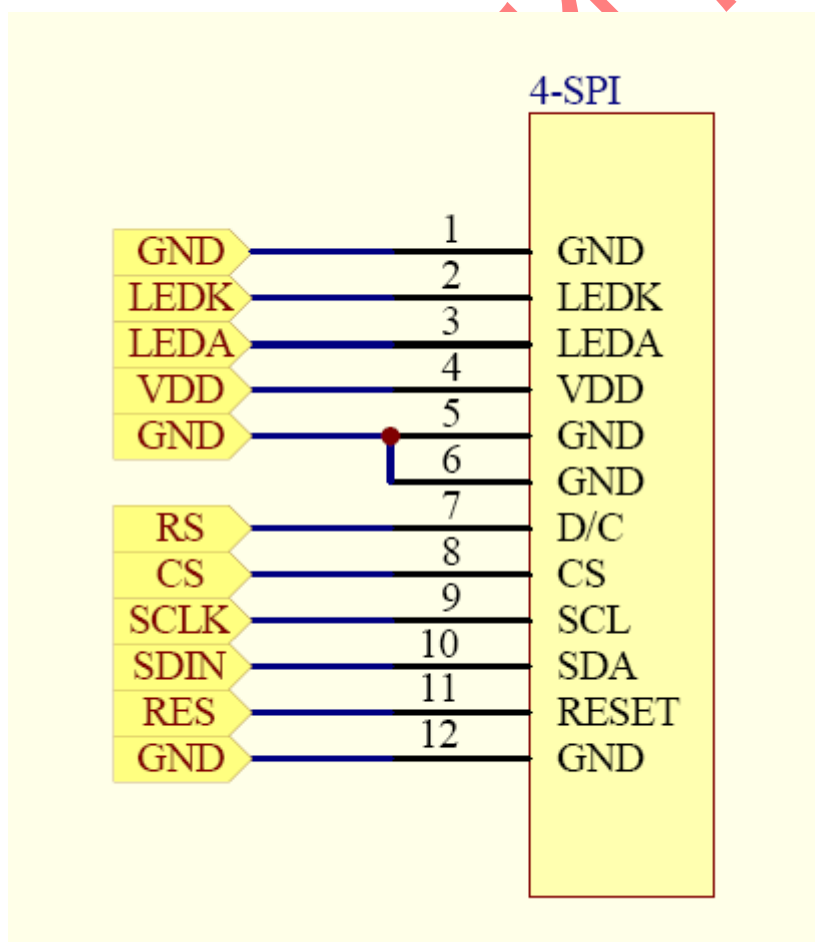 4-SPI
GND 1 GND
LEDK 2 LEDK
LEDA 3 LEDA
VDD 4 VDD
GND 5 GND
6 GND
RS 7 D/C
CS 8 CS
SCLK 9 SCL
SDIN 10 SDA
RES 11 RESET
GND 12 GND